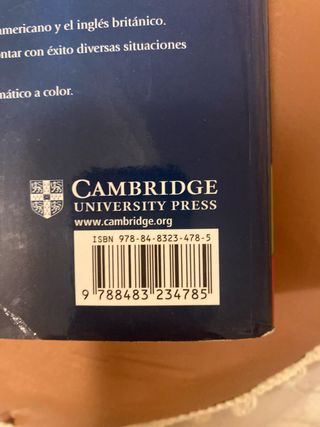 americano y el inglés británico.
ntar con éxito diversas situaciones
mático a color.
CAMBRIDGE
UNIVERSITY PRESS
www.cambridge.org
ISBN 978-84-8323-478-5
9 788483 234785